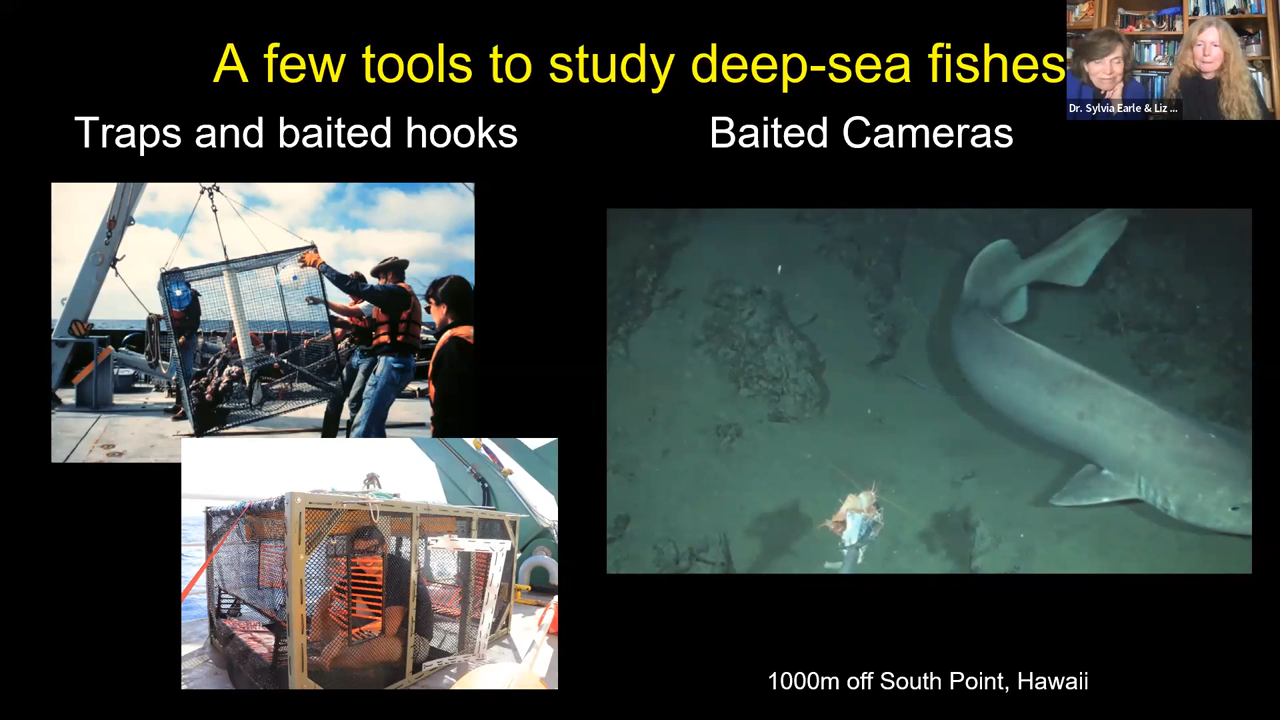 A few tools to study deep-sea fishes
Dr. Sylvia Earle & Liz ...
Traps and baited hooks
Baited Cameras
1000m off South Point, Hawaii